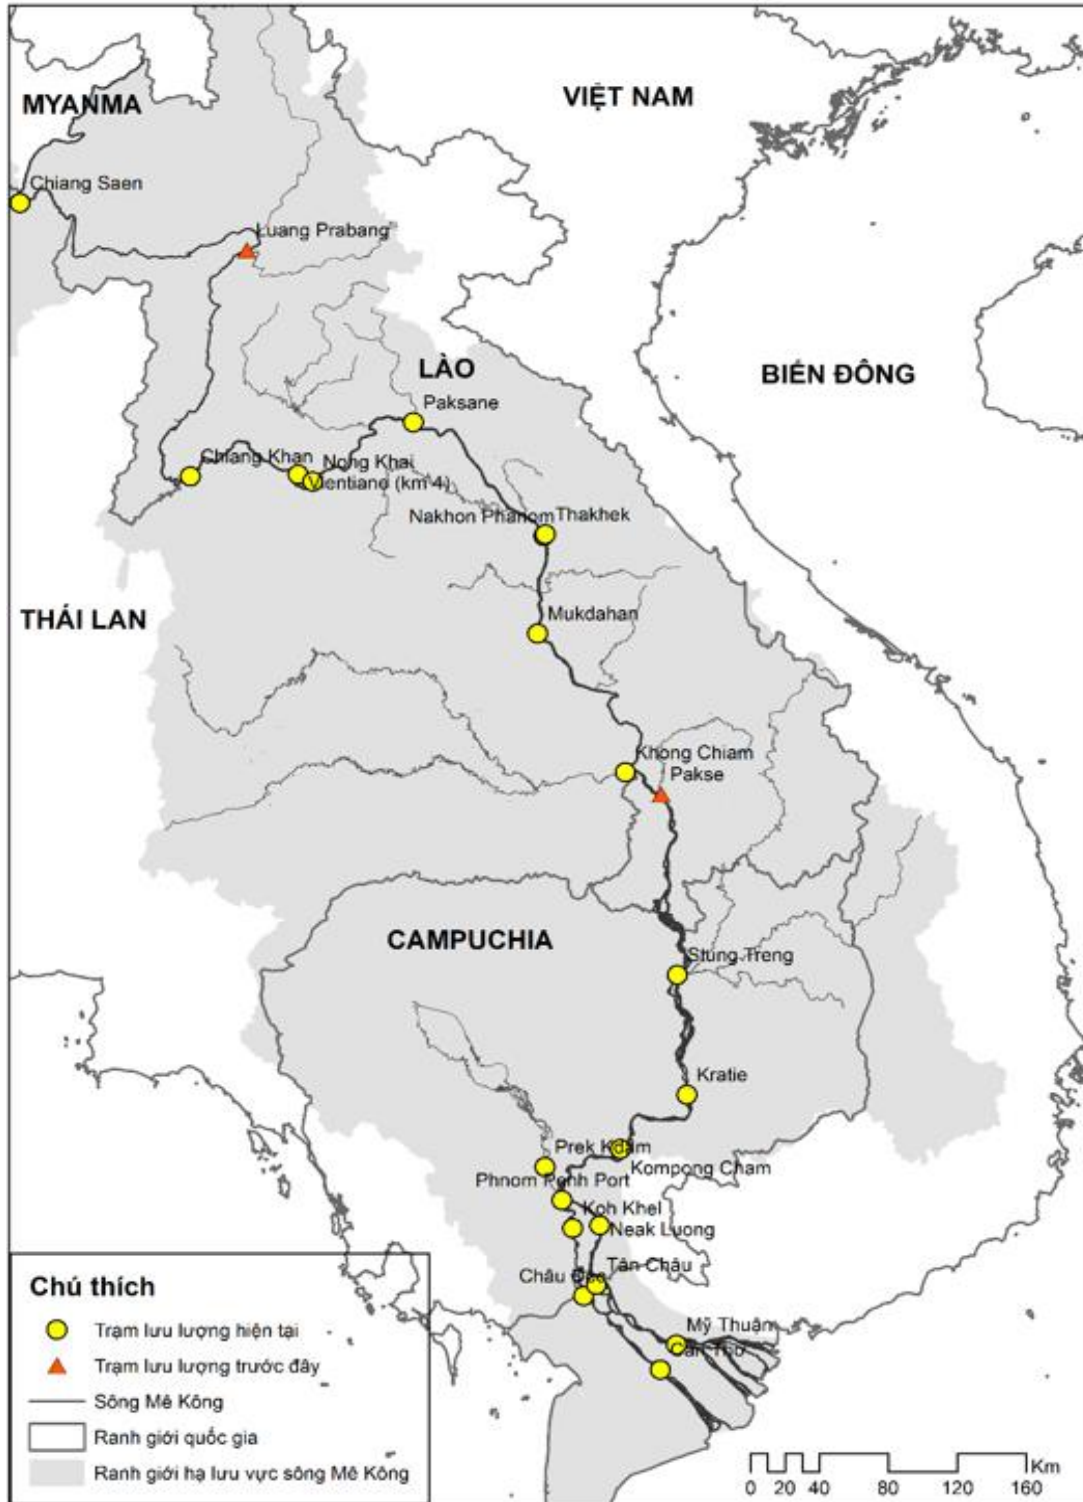 MYANMA
VIỆT NAM
Chiang Saen
Luang Prabang
LÀO
BIỂN ĐÔNG
Paksane
Chiang Khan
Nong Khai
Vientiane (km 4)
Nakhon Phanom
Thakhek
THÁI LAN
Mukdahan
Khong Chiam
Pakse
CAMPUCHIA
Stung Treng
Kratie
Prek Kdam
Kompong Cham
Phnom Penh Port
Koh Khel
Neak Luong
Tân Châu
Châu Đốc
Mỹ Thuận
Cần Thơ
Chú thích
Trạm lưu lượng hiện tại
Trạm lưu lượng trước đây
Sông Mê Kông
Ranh giới quốc gia
Ranh giới hạ lưu vực sông Mê Kông
Km
0 20 40 80 120 160